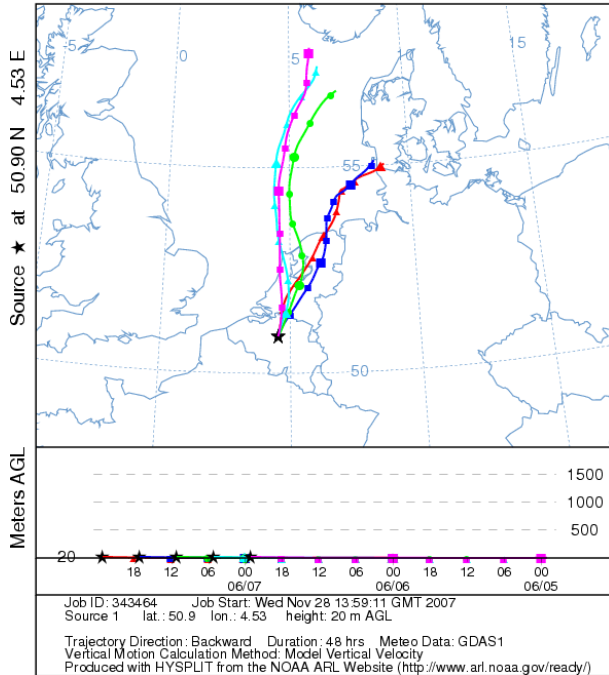 -5
0
5
10
15
55
50
Source ★ at 50.90 N 4.53 E
Meters AGL
1500
1000
500
20
18 12 06 00 18 12 06 00 18 12 06 00
06/07 06/06 06/05
Job ID: 343464 Job Start: Wed Nov 28 13:59:11 GMT 2007
Source 1 lat.: 50.9 lon.: 4.53 height: 20 m AGL
Trajectory Direction: Backward Duration: 48 hrs Meteo Data: GDAS1
Vertical Motion Calculation Method: Model Vertical Velocity
Produced with HYSPLIT from the NOAA ARL Website (http://www.arl.noaa.gov/ready/)